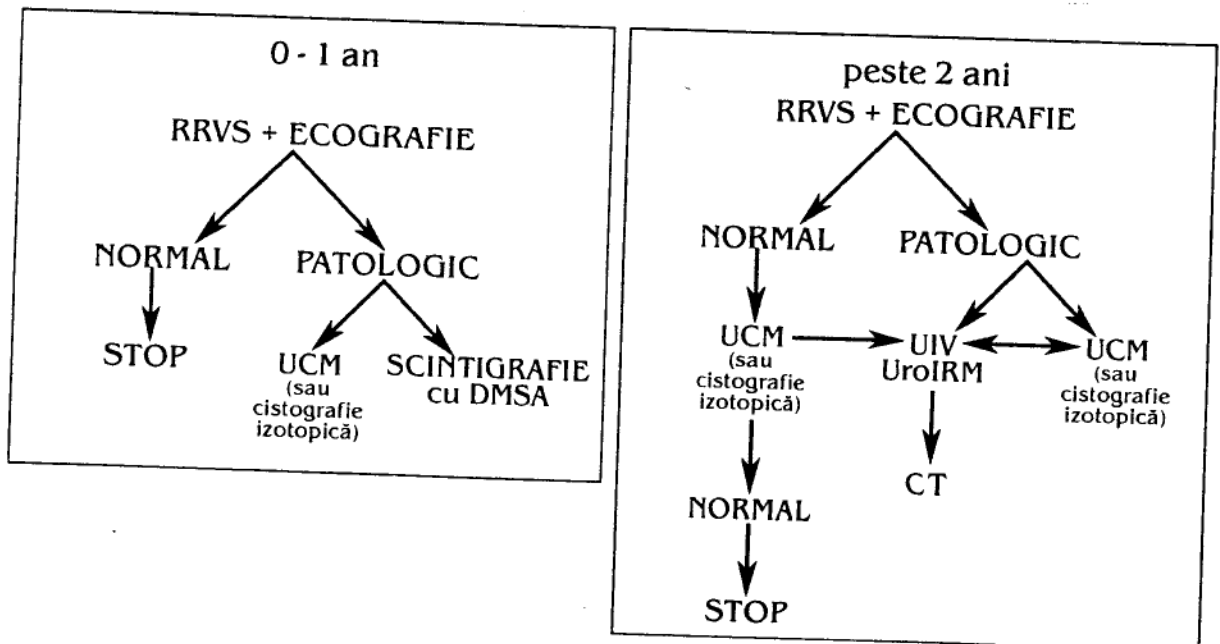 0 - 1 an
RRVS + ECOGRAFIE
NORMAL
PATOLOGIC
STOP
UCM
(sau
cistografie
izotopică)
SCINTIGRAFIE
cu DMSA
peste 2 ani
RRVS + ECOGRAFIE
NORMAL
PATOLOGIC
UCM
(sau
cistografie
izotopică)
UIV
UroIRM
UCM
(sau
cistografie
izotopică)
CT
NORMAL
STOP